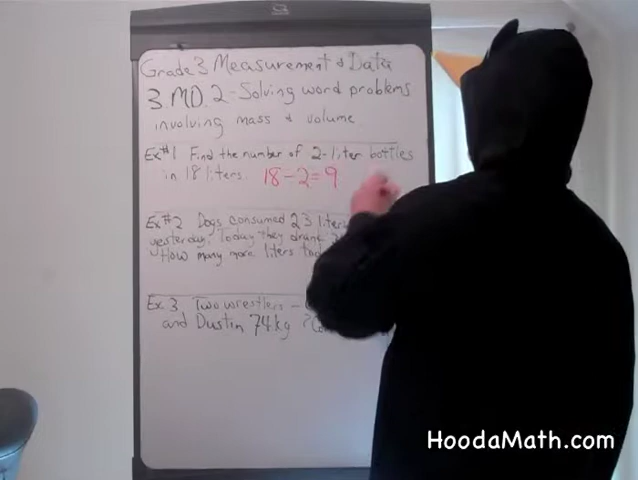 Grade 3 Measurement & Data
3.MD.2 - Solving word problems
involving mass & volume
Ex#1 Find the number of 2-liter bottles
in 18 liters. 18-2=9
Ex#2 Dogs consumed 23 liters
yesterday. Today they drank
How many more liters
Ex 3 Two wrestlers -
and Dustin 74 kg
HoodaMath.com